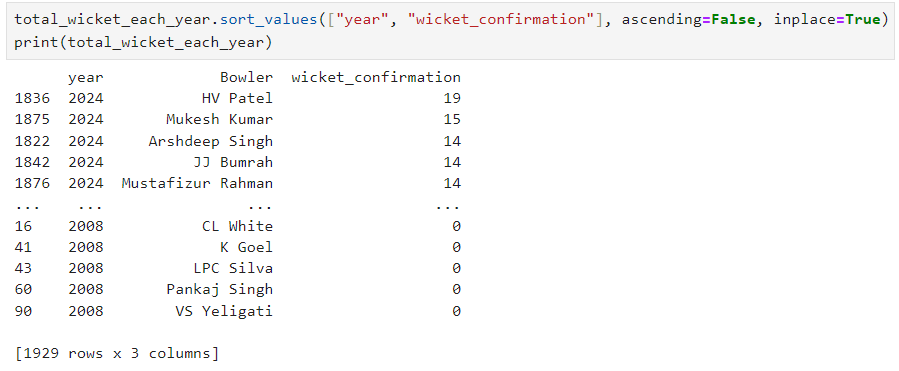 total_wicket_each_year.sort_values(["year", "wicket_confirmation"], ascending=False, inplace=True)
print(total_wicket_each_year)
year Bowler wicket_confirmation
1836 2024 HV Patel 19
1875 2024 Mukesh Kumar 15
1822 2024 Arshdeep Singh 14
1842 2024 JJ Bumrah 14
1876 2024 Mustafizur Rahman 14
... ... ... ...
16 2008 CL White 0
41 2008 K Goel 0
43 2008 LPC Silva 0
60 2008 Pankaj Singh 0
90 2008 VS Yeligati 0
[1929 rows x 3 columns]